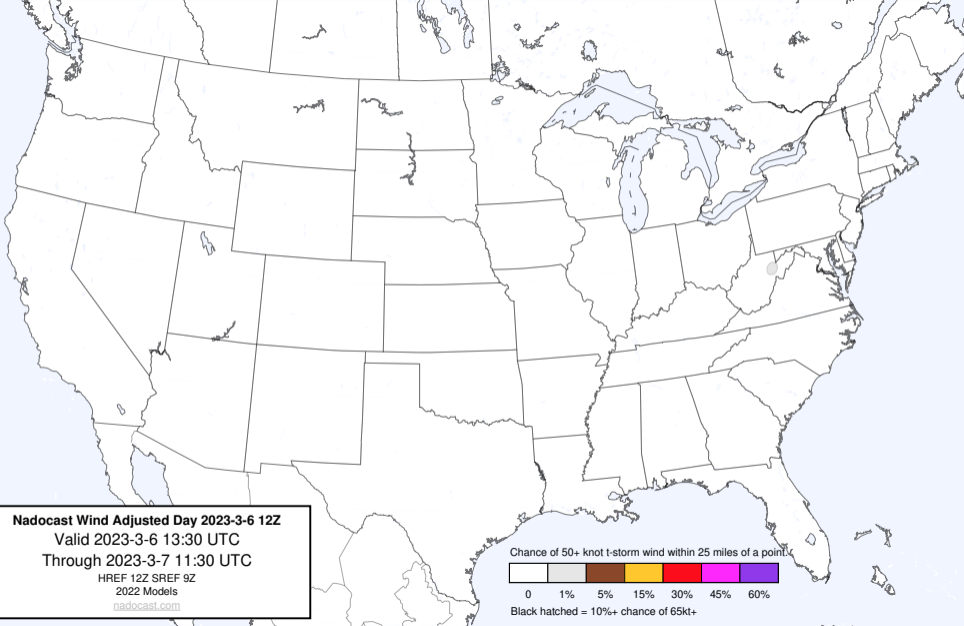 Nadocast Wind Adjusted Day 2023-3-6 12Z
Valid 2023-3-6 13:30 UTC
Through 2023-3-7 11:30 UTC
HREF 12Z SREF 9Z
2022 Models
nadocast.com
Chance of 50+ knot t-storm wind within 25 miles of a point.
0 1% 5% 15% 30% 45% 60%
Black hatched = 10%+ chance of 65kt+